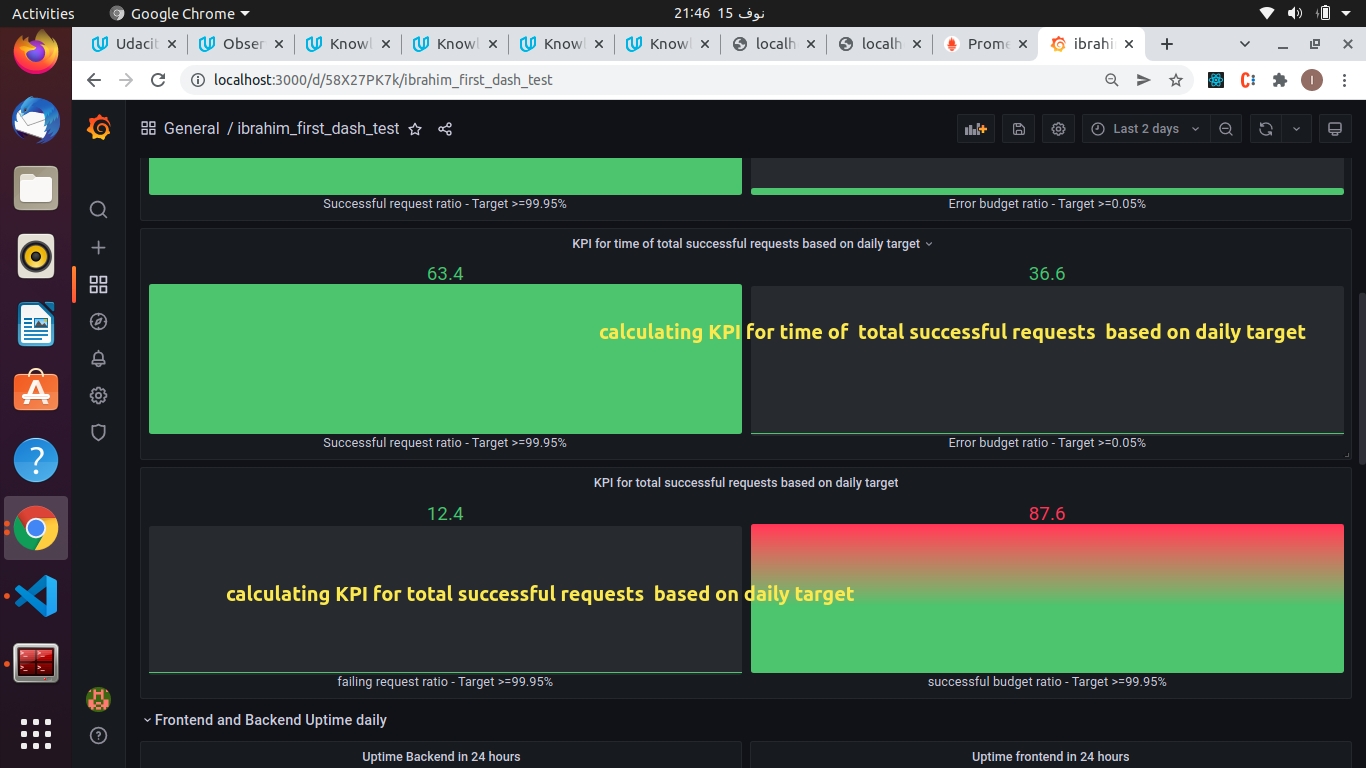 Activities
Google Chrome
21:46 15 نوف
Udacit
Obser
Knowl
Knowl
Knowl
Knowl
localh
localh
Prome
ibrahim
localhost:3000/d/58X27PK7k/ibrahim_first_dash_test
I
General / ibrahim_first_dash_test
Last 2 days
Successful request ratio - Target >=99.95%
Error budget ratio - Target >=0.05%
KPI for time of total successful requests based on daily target
63.4
36.6
calculating KPI for time of  total successful requests  based on daily target
Successful request ratio - Target >=99.95%
Error budget ratio - Target >=0.05%
KPI for total successful requests based on daily target
12.4
87.6
calculating KPI for total successful requests  based on daily target
failing request ratio - Target >=99.95%
successful budget ratio - Target >=99.95%
Frontend and Backend Uptime daily
Uptime Backend in 24 hours
Uptime frontend in 24 hours